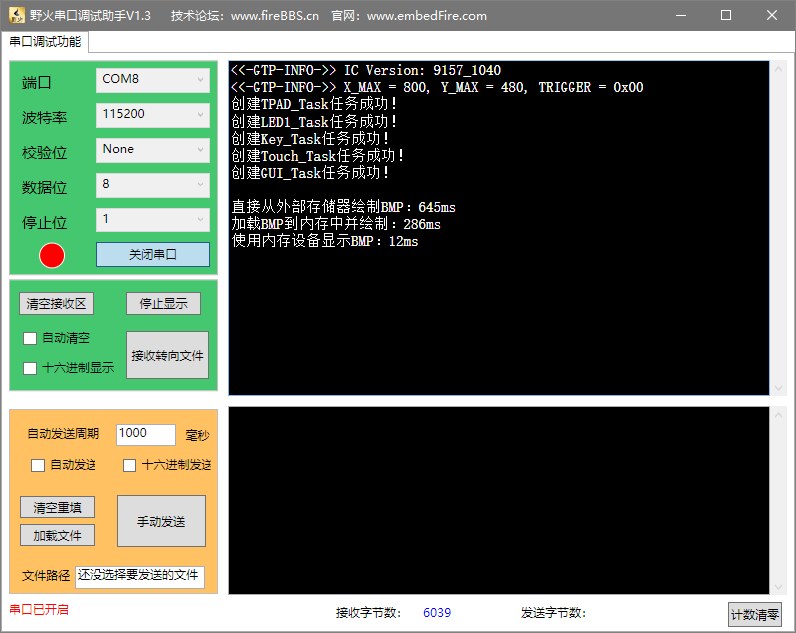 野火串口调试助手V1.3 技术论坛：www.fireBBS.cn 官网：www.embedFire.com
串口调试功能
端口 COM8
波特率 115200
校验位 None
数据位 8
停止位 1
关闭串口
清空接收区 停止显示
自动清空
十六进制显示
接收转向文件
<<-GTP-INFO->> IC Version: 9157_1040
<<-GTP-INFO->> X_MAX = 800, Y_MAX = 480, TRIGGER = 0x00
创建TPAD_Task任务成功！
创建LED1_Task任务成功！
创建Key_Task任务成功！
创建Touch_Task任务成功！
创建GUI_Task任务成功！
直接从外部存储器绘制BMP：645ms
加载BMP到内存中并绘制：286ms
使用内存设备显示BMP：12ms
自动发送周期 1000 毫秒
自动发送 十六进制发送
清空重填
加载文件
手动发送
文件路径 还没选择要发送的文件
串口已开启 接收字节数： 6039 发送字节数： 计数清零